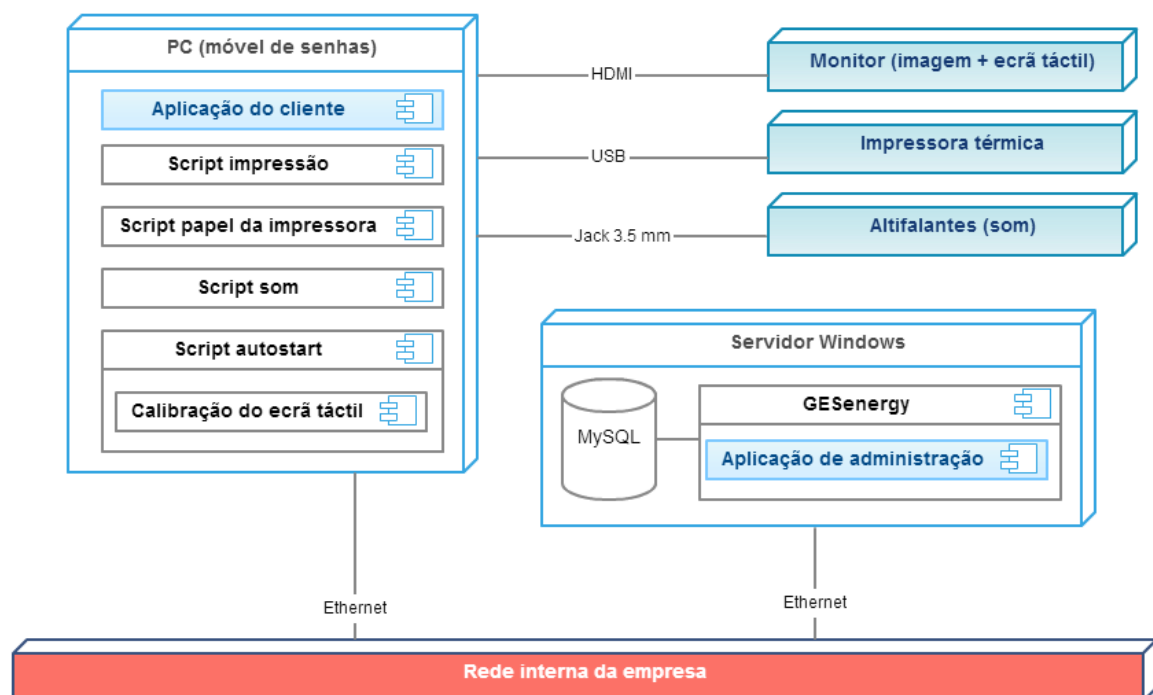 PC (móvel de senhas)
Aplicação do cliente
Script impressão
Script papel da impressora
Script som
Script autostart
Calibração do ecrã táctil
HDMI
Monitor (imagem + ecrã táctil)
USB
Impressora térmica
Jack 3.5 mm
Altifalantes (som)
Servidor Windows
MySQL
GESenergy
Aplicação de administração
Ethernet
Ethernet
Rede interna da empresa